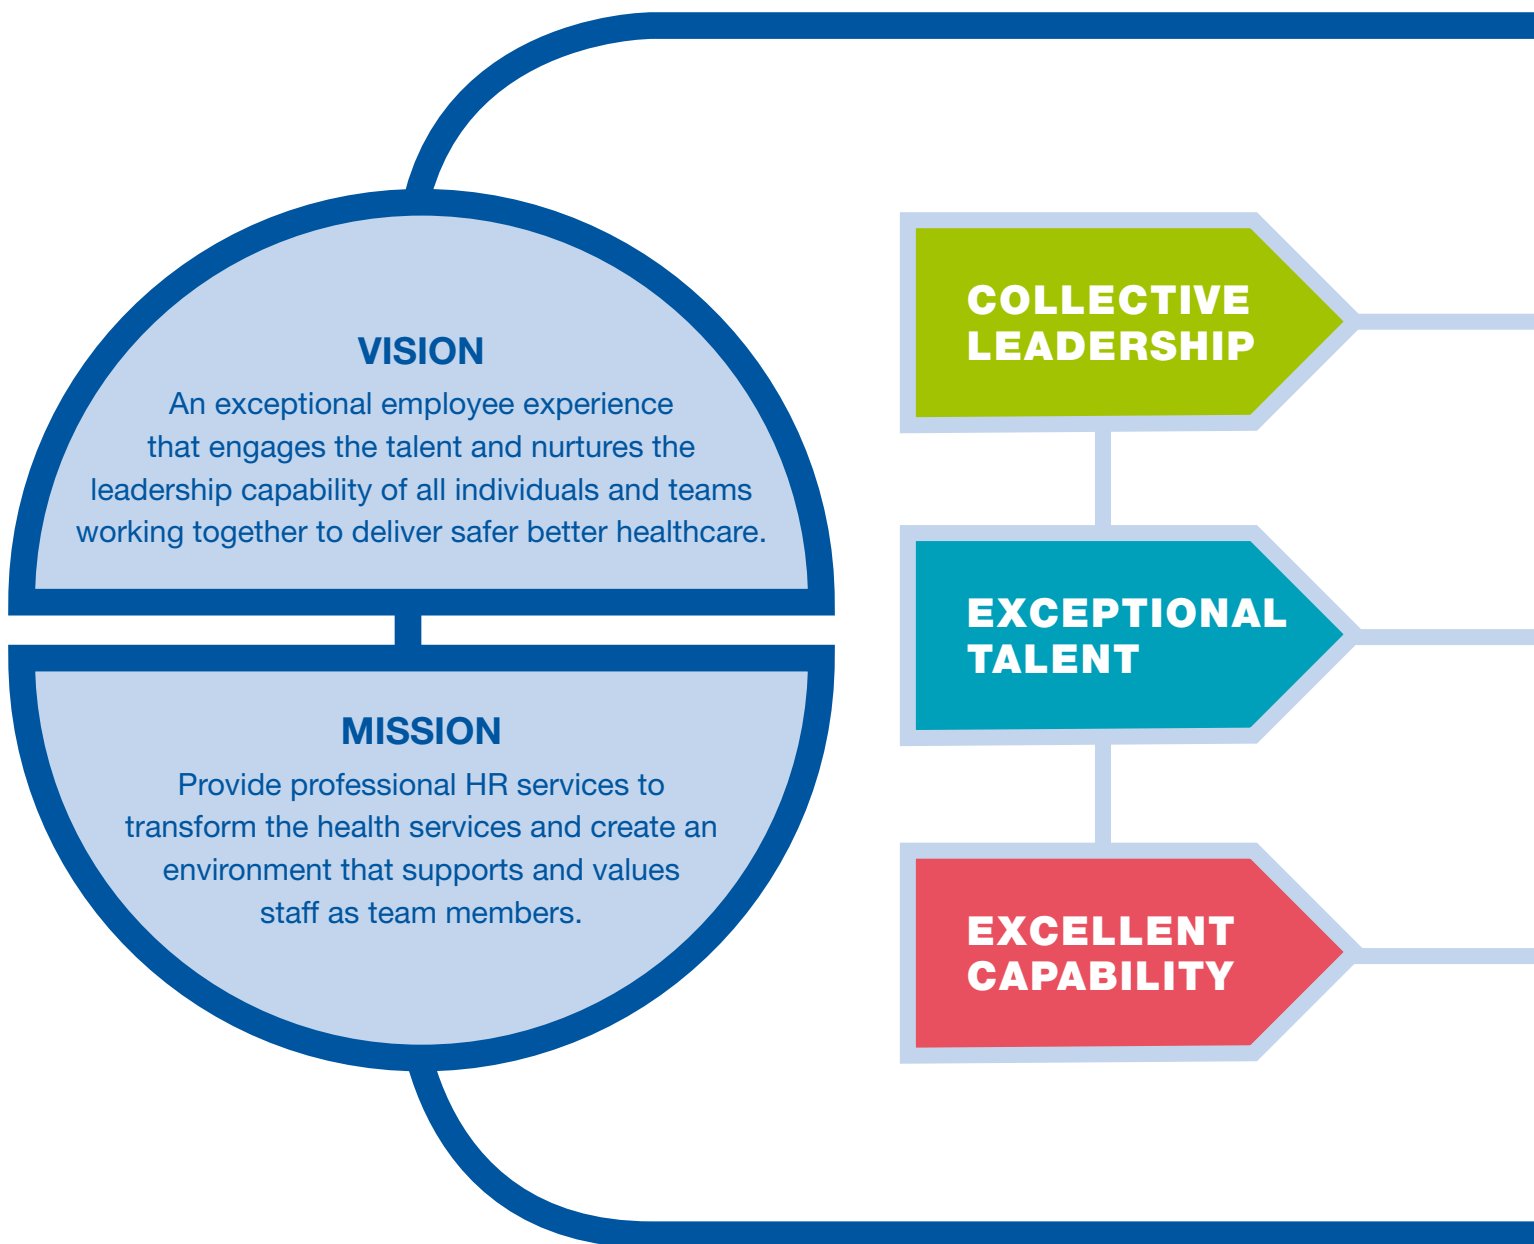 VISION
An exceptional employee experience
that engages the talent and nurtures the
leadership capability of all individuals and teams
working together to deliver safer better healthcare.
MISSION
Provide professional HR services to
transform the health services and create an
environment that supports and values
staff as team members.
COLLECTIVE
LEADERSHIP
EXCEPTIONAL
TALENT
EXCELLENT
CAPABILITY